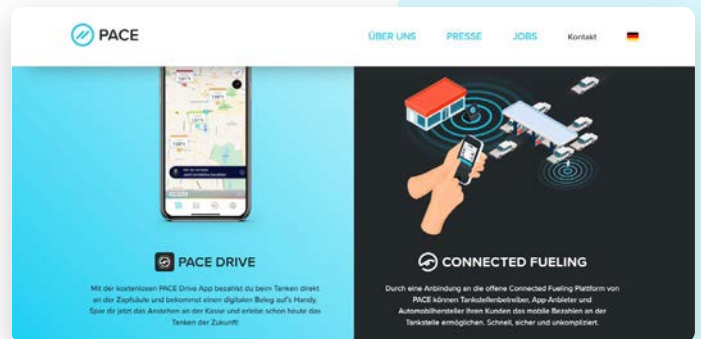 PACE
ÜBER UNS PRESSE JOBS Kontakt
PACE DRIVE
Mit der kostenlosen PACE Drive App bezahlst du beim Tanken direkt
an der Zapfsäule und bekommst einen digitalen Beleg auf's Handy.
Spar dir jetzt das Anstehen an der Kasse und erlebe schon heute das
Tanken der Zukunft!
CONNECTED FUELING
Durch eine Anbindung an die offene Connected Fueling Plattform von
PACE können Tankstellenbetreiber, App-Anbieter und
Automobilhersteller Ihren Kunden das mobile Bezahlen an der
Tankstelle ermöglichen. Schnell, sicher und unkompliziert.